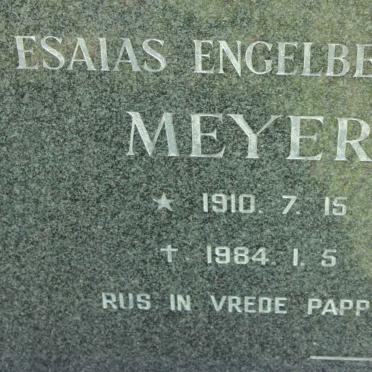 ESAIAS ENGELBE
MEYER
★ 1910. 7. 15
† 1984. 1. 5
RUS IN VREDE PAPP